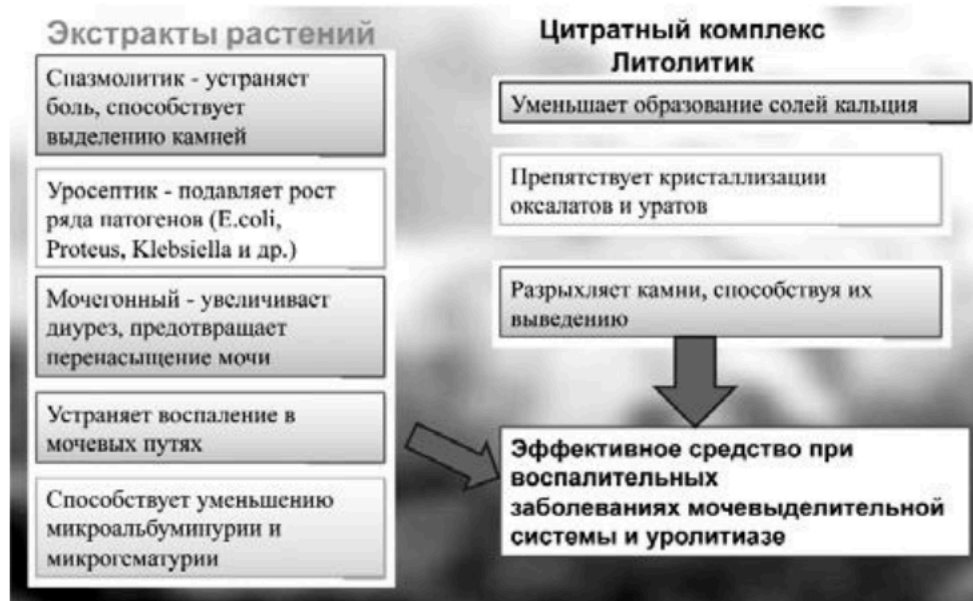 Экстракты растений
Спазмолитик - устраняет
боль, способствует
выделению камней
Уросептик - подавляет рост
ряда патогенов (E.coli,
Proteus, Klebsiella и др.)
Мочегонный - увеличивает
диурез, предотвращает
перенасыщение мочи
Устраняет воспаление в
мочевых путях
Способствует уменьшению
микроальбуминурии и
микрогематурии
Цитратный комплекс
Литолитик
Уменьшает образование солей кальция
Препятствует кристаллизации
оксалатов и уратов
Разрыхляет камни, способствуя их
выведению
Эффективное средство при
воспалительных
заболеваниях мочевыделительной
системы и уролитиазе